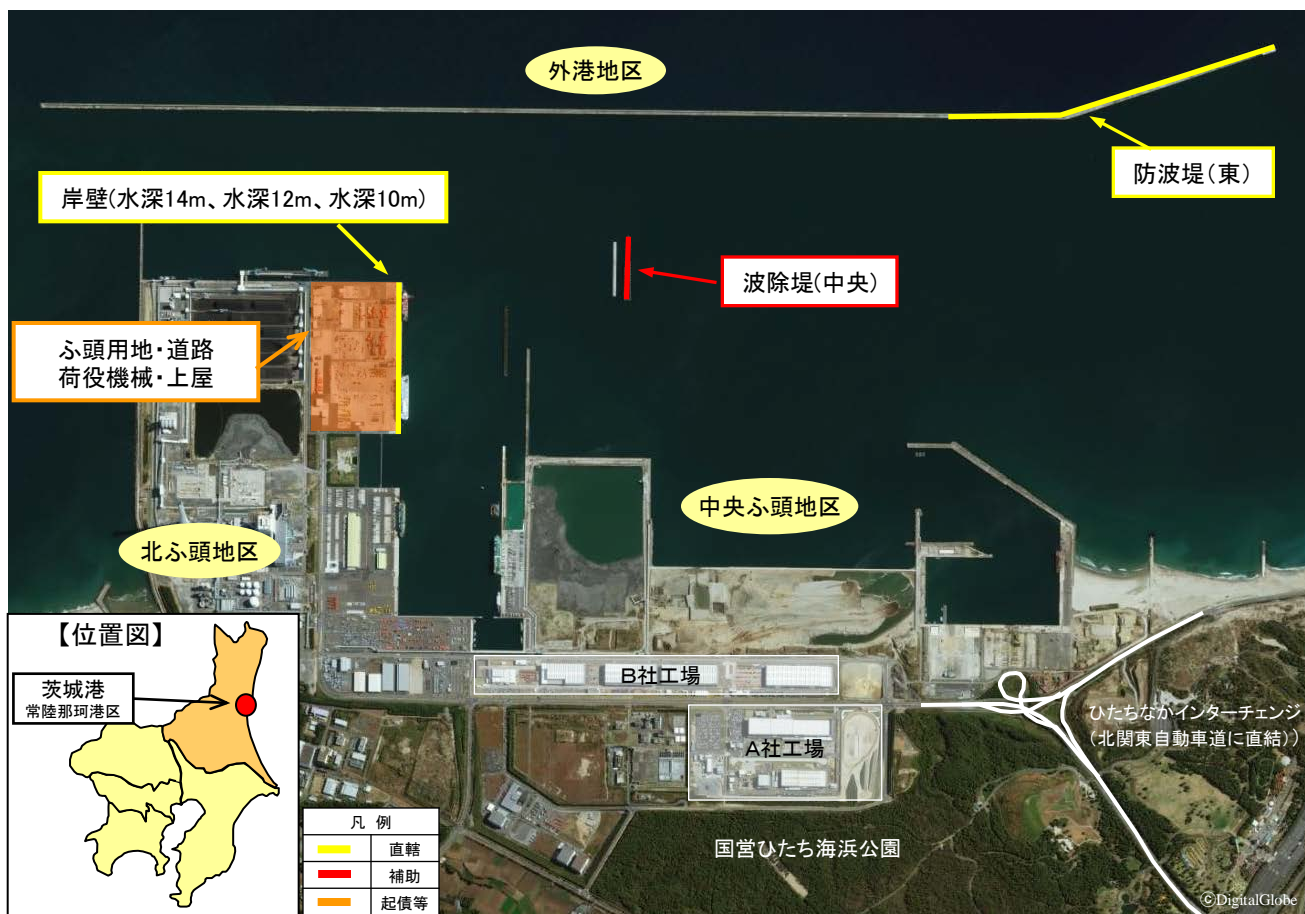 外港地区
防波堤(東)
岸壁(水深14m、水深12m、水深10m)
波除堤(中央)
ふ頭用地・道路
荷役機械・上屋
中央ふ頭地区
北ふ頭地区
【位置図】
茨城港
常陸那珂港区
B社工場
A社工場
ひたちなかインターチェンジ
(北関東自動車道に直結))
国営ひたち海浜公園
凡 例
直轄
補助
起債等
©DigitalGlobe